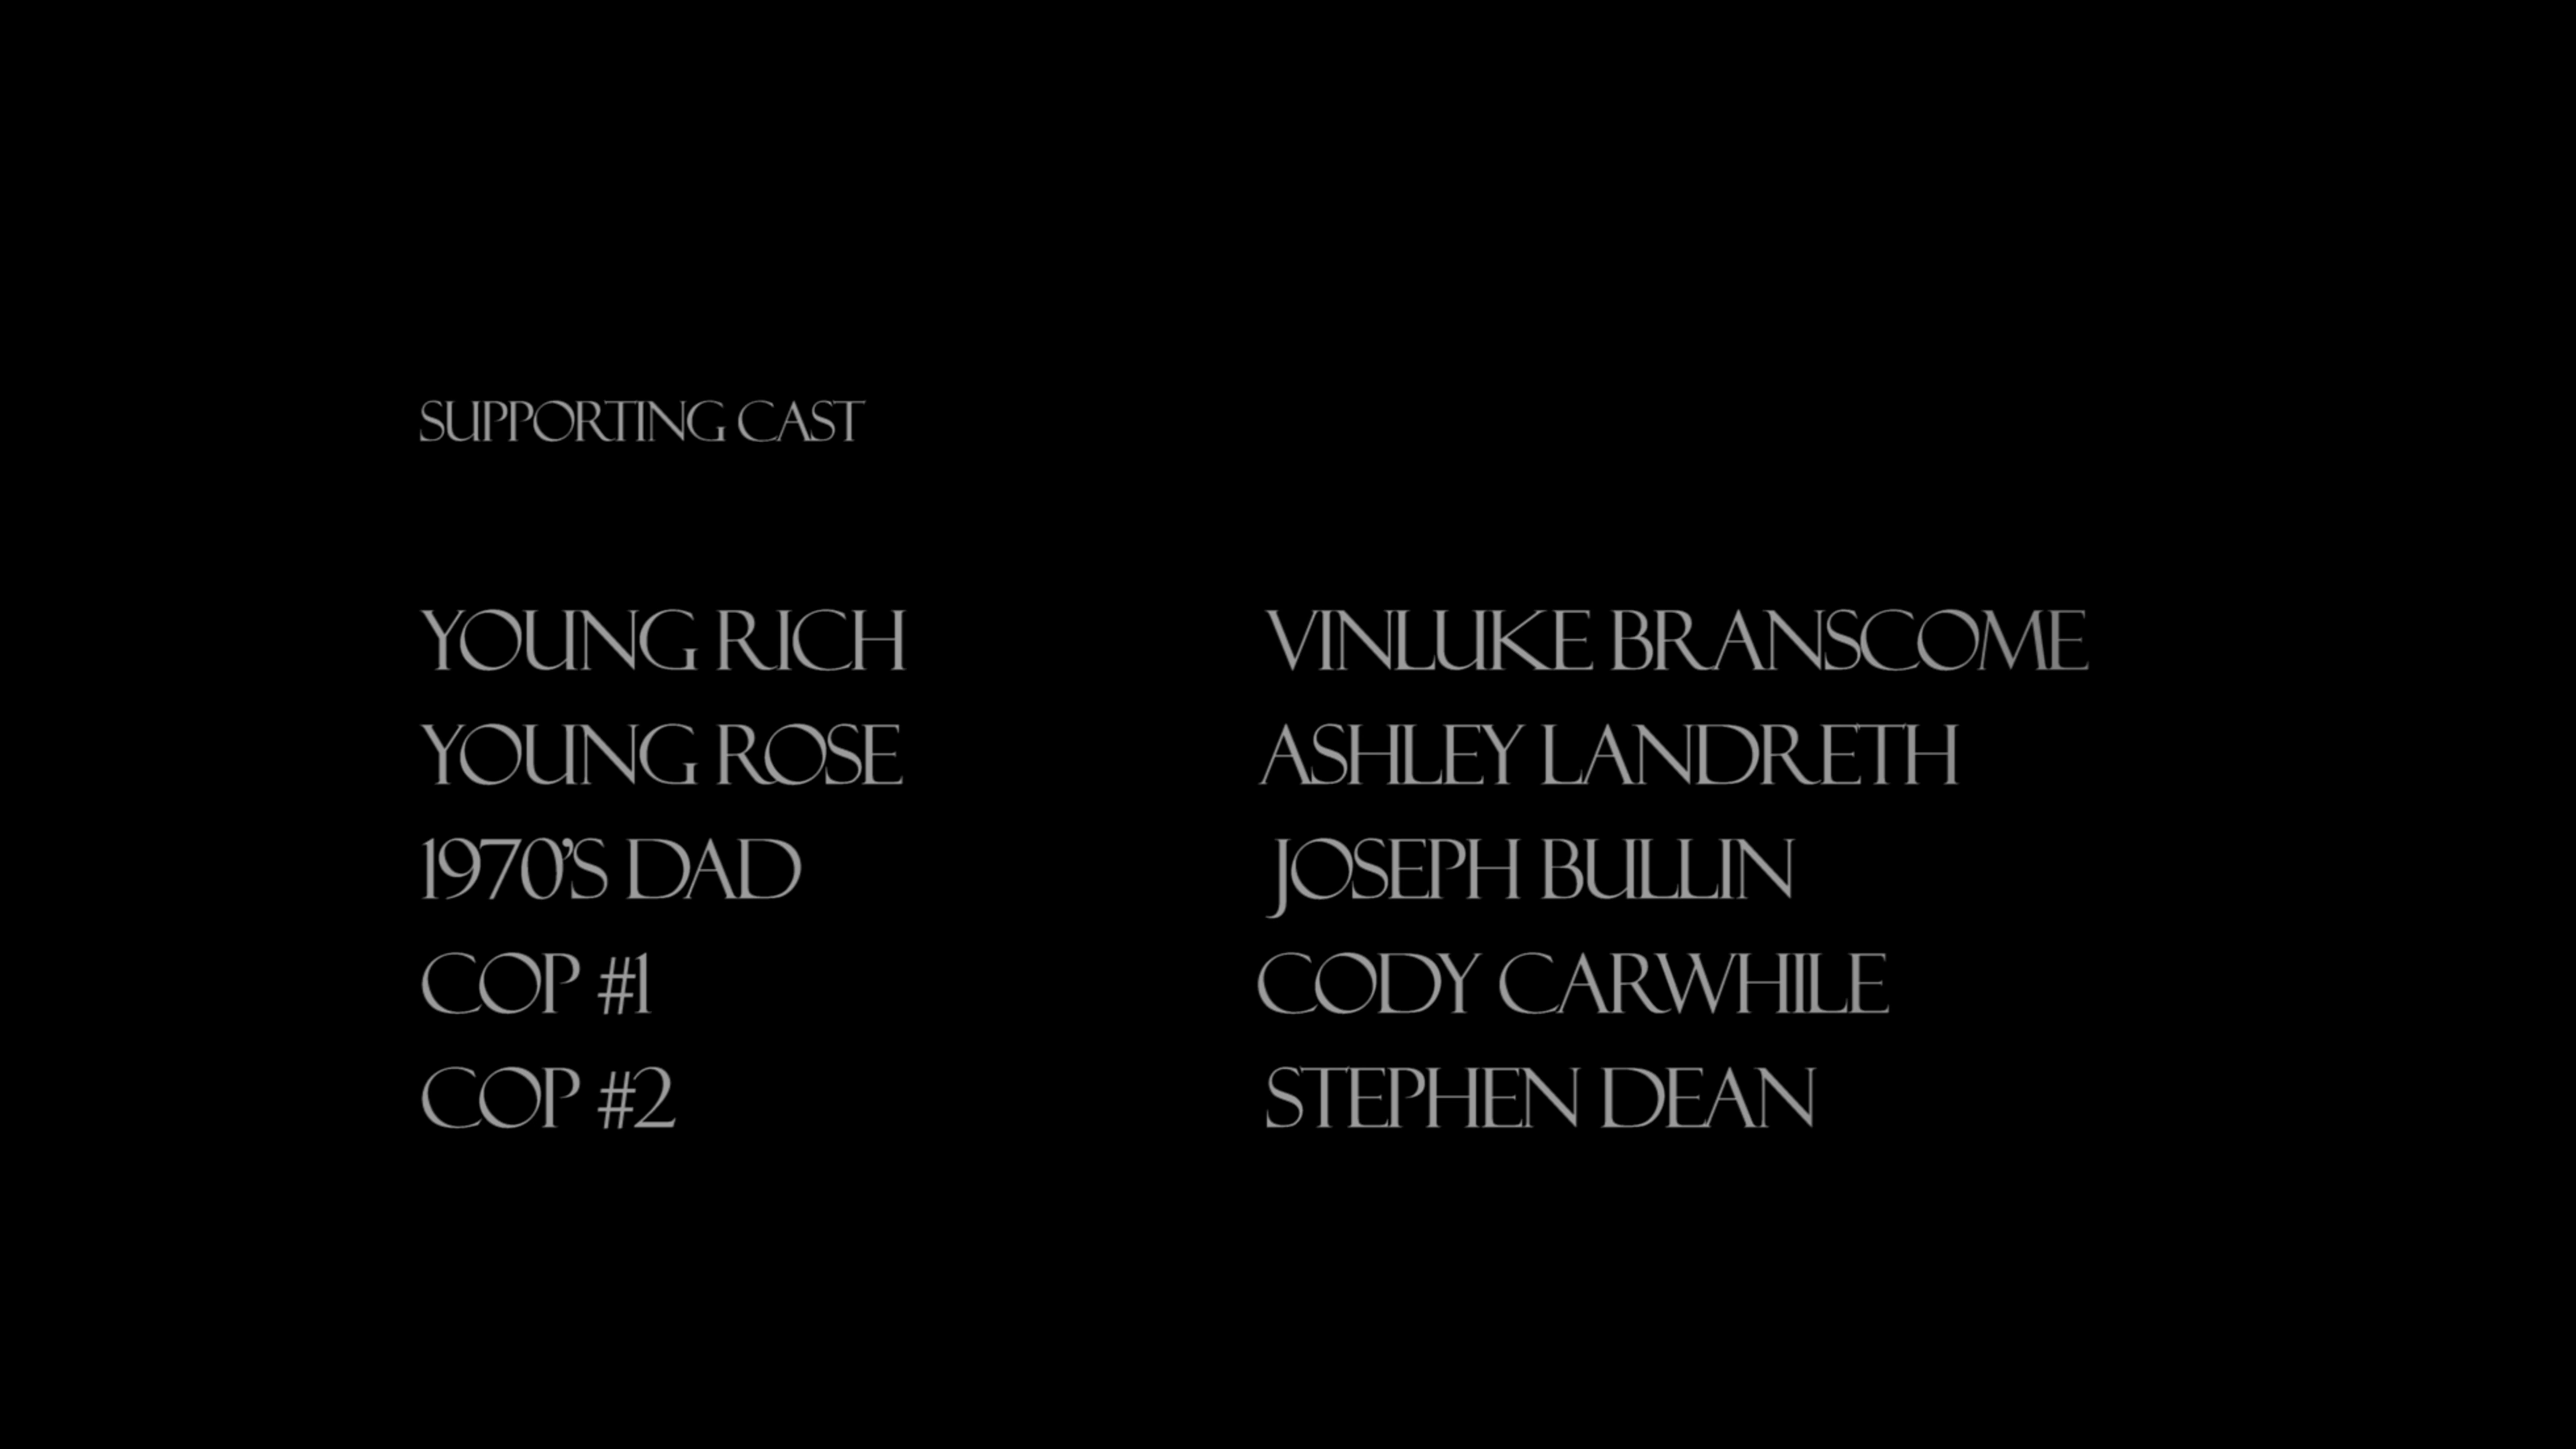 SUPPORTING CAST
YOUNG RICH VINLUKE BRANSCOME
YOUNG ROSE ASHLEY LANDRETH
1970'S DAD JOSEPH BULLIN
COP #1 CODY CARWHILE
COP #2 STEPHEN DEAN